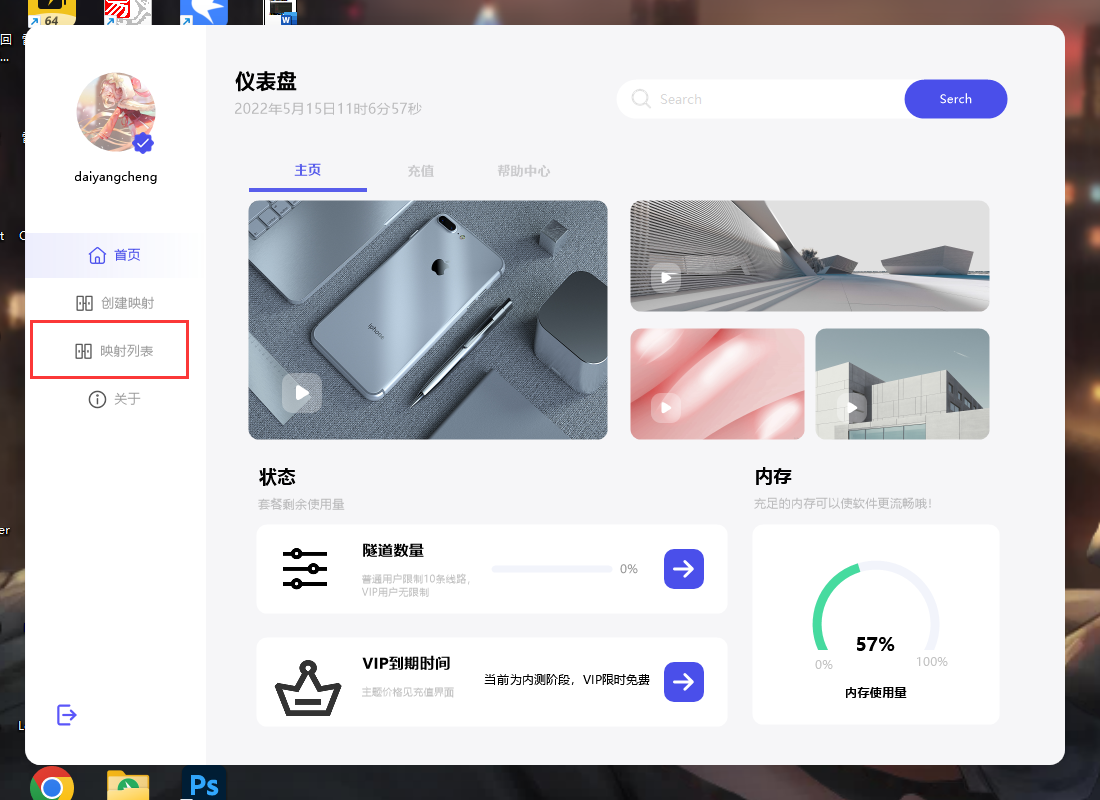 64
W
回
...
仪表盘
2022年5月15日11时6分57秒
Search
Serch
daiyangcheng
主页
充值
帮助中心
首页
创建映射
映射列表
关于
iphone
状态
套餐剩余使用量
内存
充足的内存可以使软件更流畅哦!
隧道数量
普通用户限制10条线路，
VIP用户无限制
0%
VIP到期时间
主题价格见充值界面
当前为内测阶段，VIP限时免费
57%
0%
100%
内存使用量
er
Ps